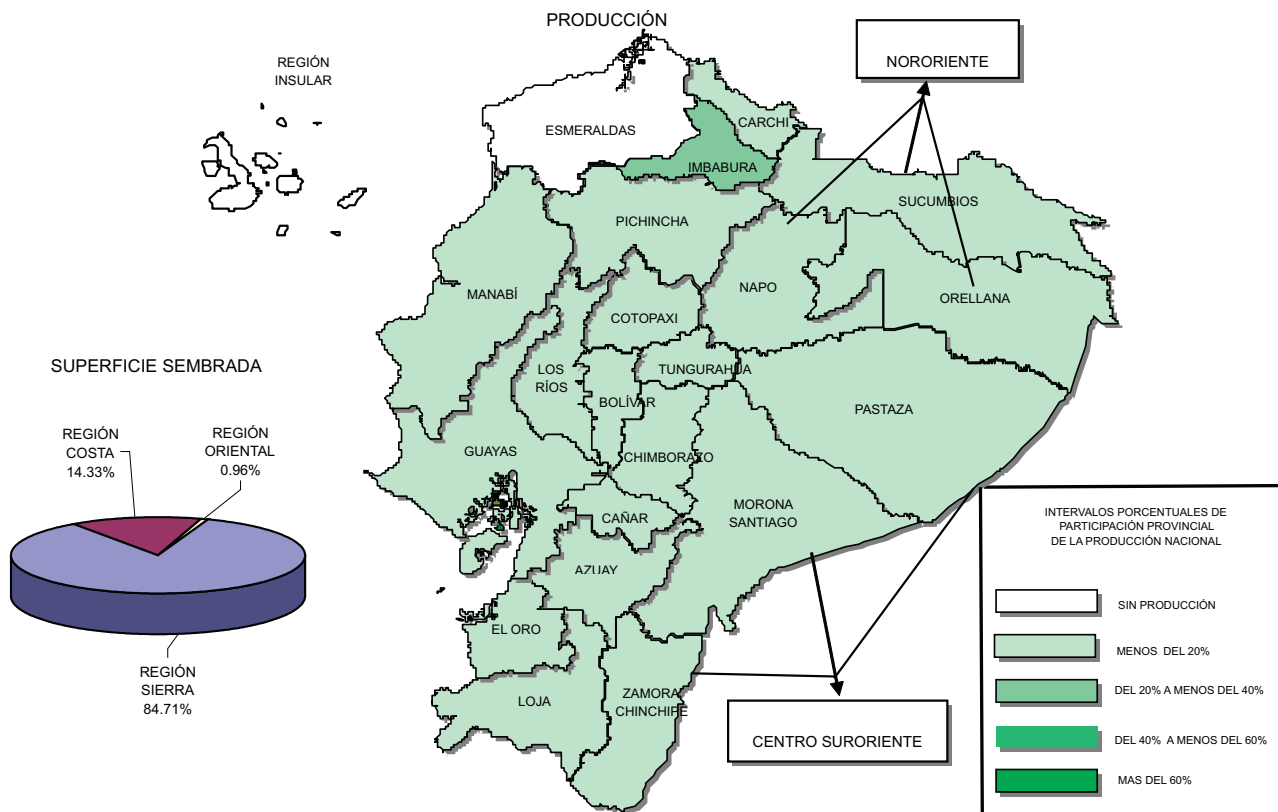 PRODUCCIÓN
REGIÓN
INSULAR
NORORIENTE
ESMERALDAS
CARCHI
IMBABURA
SUCUMBIOS
PICHINCHA
MANABÍ
NAPO
ORELLANA
COTOPAXI
SUPERFICIE SEMBRADA
LOS
RÍOS
TUNGURAHUA
BOLÍVAR
PASTAZA
REGIÓN
COSTA
14.33%
REGIÓN
ORIENTAL
0.96%
GUAYAS
CHIMBORAZO
MORONA
SANTIAGO
CAÑAR
AZUAY
EL ORO
LOJA
ZAMORA
CHINCHIPE
REGIÓN
SIERRA
84.71%
CENTRO SURORIENTE
INTERVALOS PORCENTUALES DE
PARTICIPACIÓN PROVINCIAL
DE LA PRODUCCIÓN NACIONAL
SIN PRODUCCIÓN
MENOS DEL 20%
DEL 20% A MENOS DEL 40%
DEL 40% A MENOS DEL 60%
MAS DEL 60%